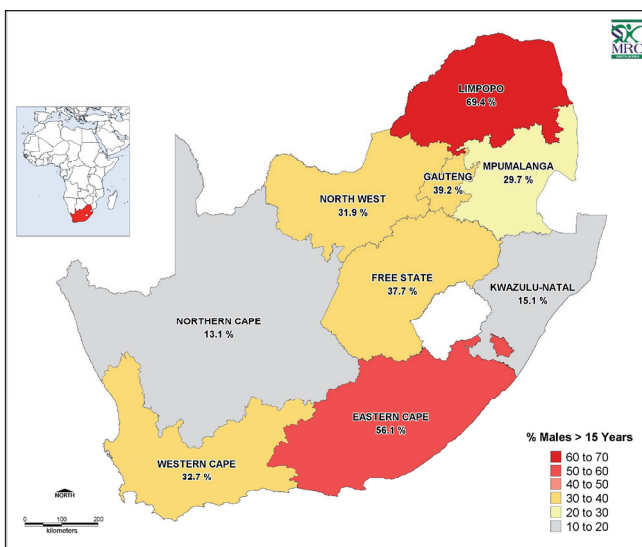 MRC
SOUTH AFRICA
LIMPOPO
69.4 %
MPUMALANGA
29.7 %
GAUTENG
39.2 %
NORTH WEST
31.9 %
FREE STATE
37.7 %
KWAZULU-NATAL
15.1 %
NORTHERN CAPE
13.1 %
EASTERN CAPE
56.1 %
WESTERN CAPE
32.7 %
% Males > 15 Years
60 to 70
50 to 60
40 to 50
30 to 40
20 to 30
10 to 20
NORTH
0 100 200
kilometers